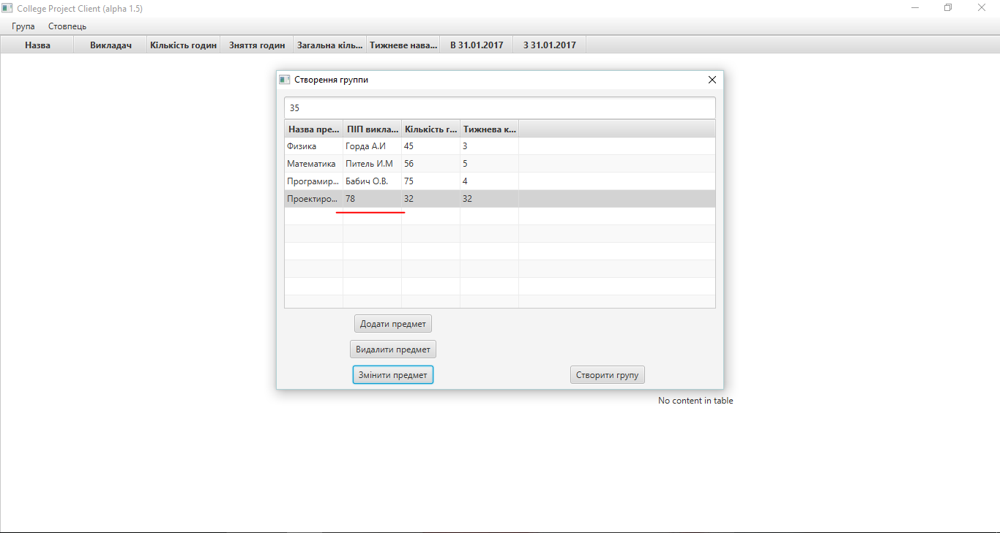 College Project Client (alpha 1.5)
Група Стовпець
Назва Викладач Кількість годин Зняття годин Загальна кіль... Тижневе нава... В 31.01.2017 З 31.01.2017
Створення группи
35
Назва пре... ПІП викла... Кількість г... Тижнева к...
Физика Горда А.И 45 3
Математика Питель И.М 56 5
Програмир... Бабич О.В. 75 4
Проектиро... 78 32 32
Додати предмет
Видалити предмет
Змінити предмет Створити групу
No content in table